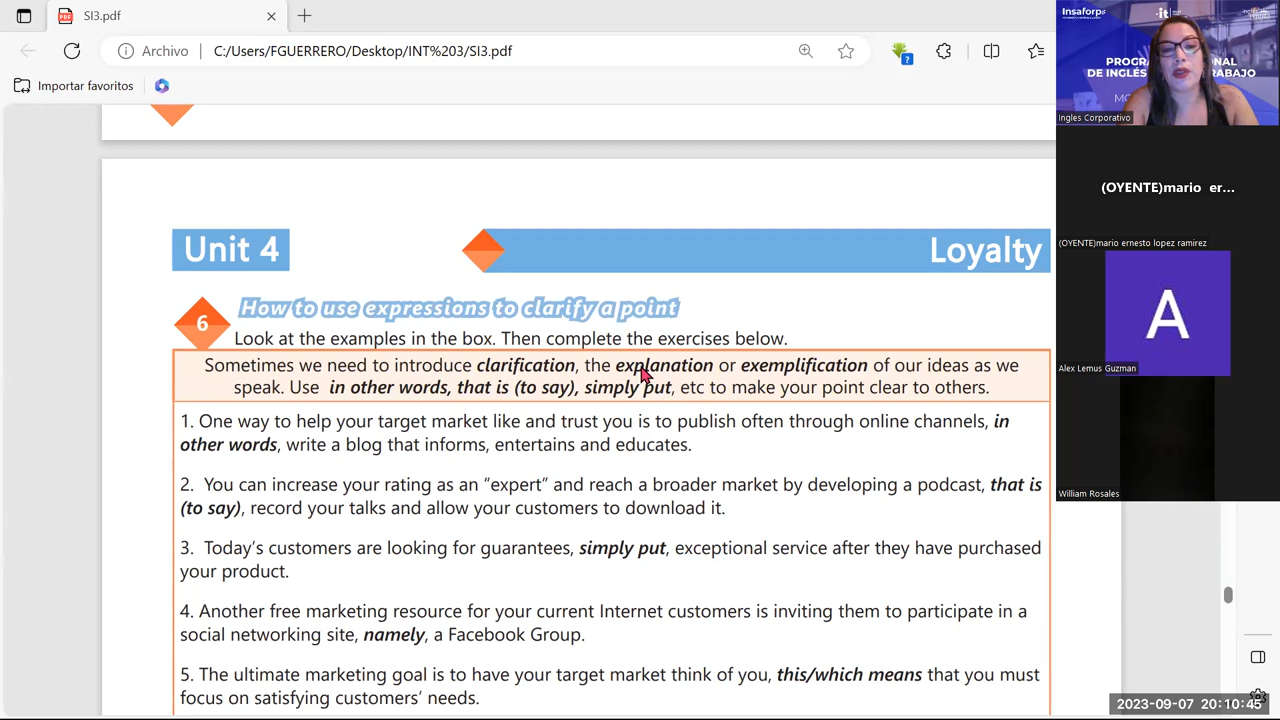 SI3.pdf
Archivo
C:/Users/FGUERRERO/Desktop/INT%203/SI3.pdf
Importar favoritos
Unit 4
Loyalty
6
How to use expressions to clarify a point
Look at the examples in the box. Then complete the exercises below.
Sometimes we need to introduce clarification, the explanation or exemplification of our ideas as we
speak. Use in other words, that is (to say), simply put, etc to make your point clear to others.
1. One way to help your target market like and trust you is to publish often through online channels, in
other words, write a blog that informs, entertains and educates.
2. You can increase your rating as an “expert” and reach a broader market by developing a podcast, that is
(to say), record your talks and allow your customers to download it.
3. Today’s customers are looking for guarantees, simply put, exceptional service after they have purchased
your product.
4. Another free marketing resource for your current Internet customers is inviting them to participate in a
social networking site, namely, a Facebook Group.
5. The ultimate marketing goal is to have your target market think of you, this/which means that you must
focus on satisfying customers’ needs.
Insaforp
.it
PROG
ONAL
DE INGLÉS
RABAJO
Ingles Corporativo
(OYENTE)mario er...
(OYENTE)mario ernesto lopez ramirez
A
Alex Lemus Guzman
William Rosales
2023-09-07 20:10:45